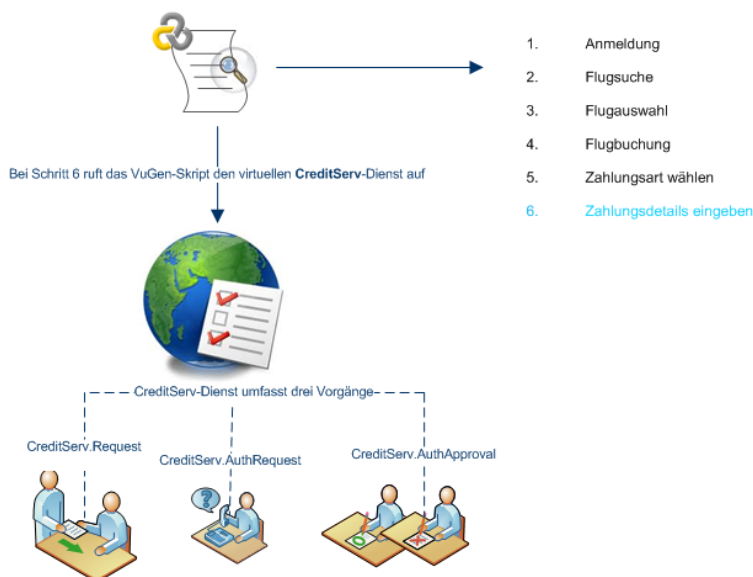 1. Anmeldung
2. Flugsuche
3. Flugauswahl
4. Flugbuchung
5. Zahlungsart wählen
6. Zahlungsdetails eingeben
Bei Schritt 6 ruft das VuGen-Skript den virtuellen CreditServ-Dienst auf
CreditServ-Dienst umfasst drei Vorgänge
CreditServ.Request
CreditServ.AuthRequest
CreditServ.AuthApproval